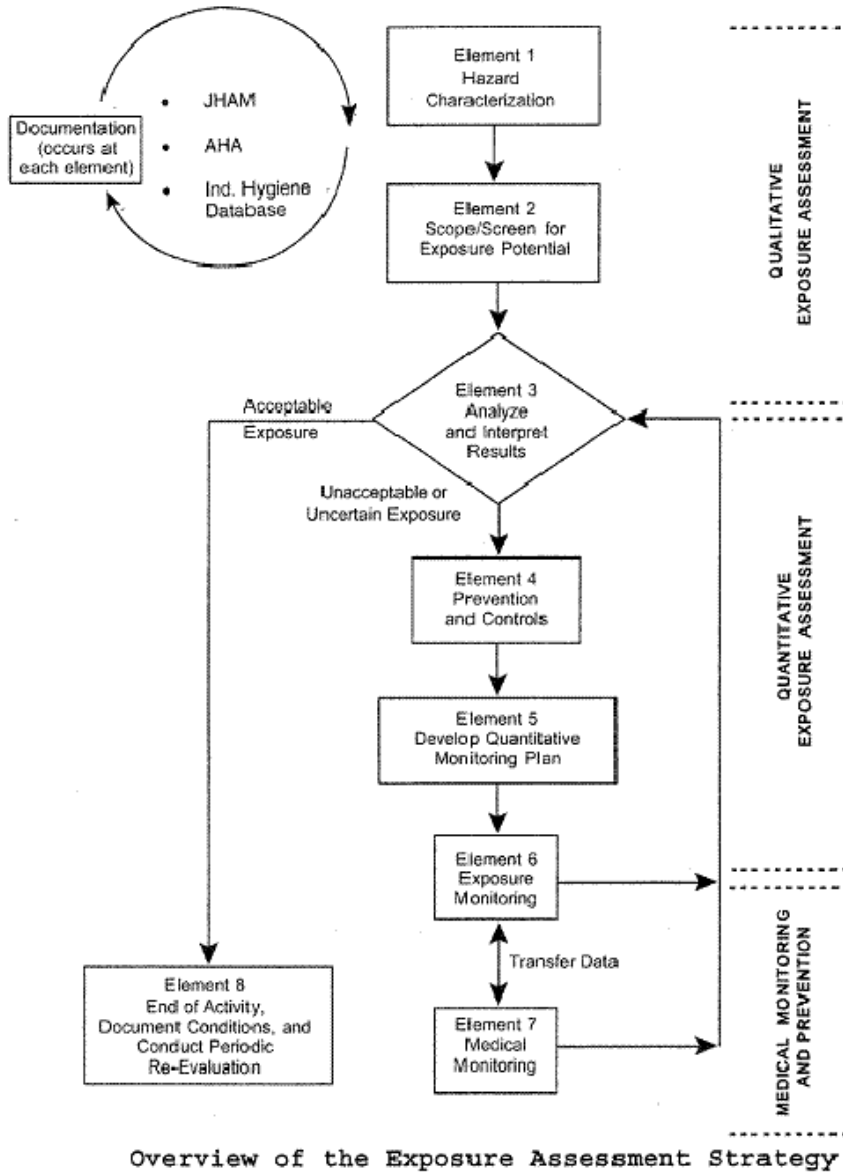 Element 1
Hazard
Characterization
Documentation
(occurs at
each element)
• JHAM
• AHA
• Ind. Hygiene
Database
Element 2
Scope/Screen for
Exposure Potential
QUALITATIVE
EXPOSURE ASSESSMENT
Element 3
Analyze
and Interpret
Results
Acceptable
Exposure
Unacceptable or
Uncertain Exposure
Element 4
Prevention
and Controls
Element 5
Develop Quantitative
Monitoring Plan
QUANTITATIVE
EXPOSURE ASSESSMENT
Element 6
Exposure
Monitoring
Transfer Data
Element 7
Medical
Monitoring
Element 8
End of Activity,
Document Conditions, and
Conduct Periodic
Re-Evaluation
MEDICAL MONITORING
AND PREVENTION
Overview of the Exposure Assessment Strategy